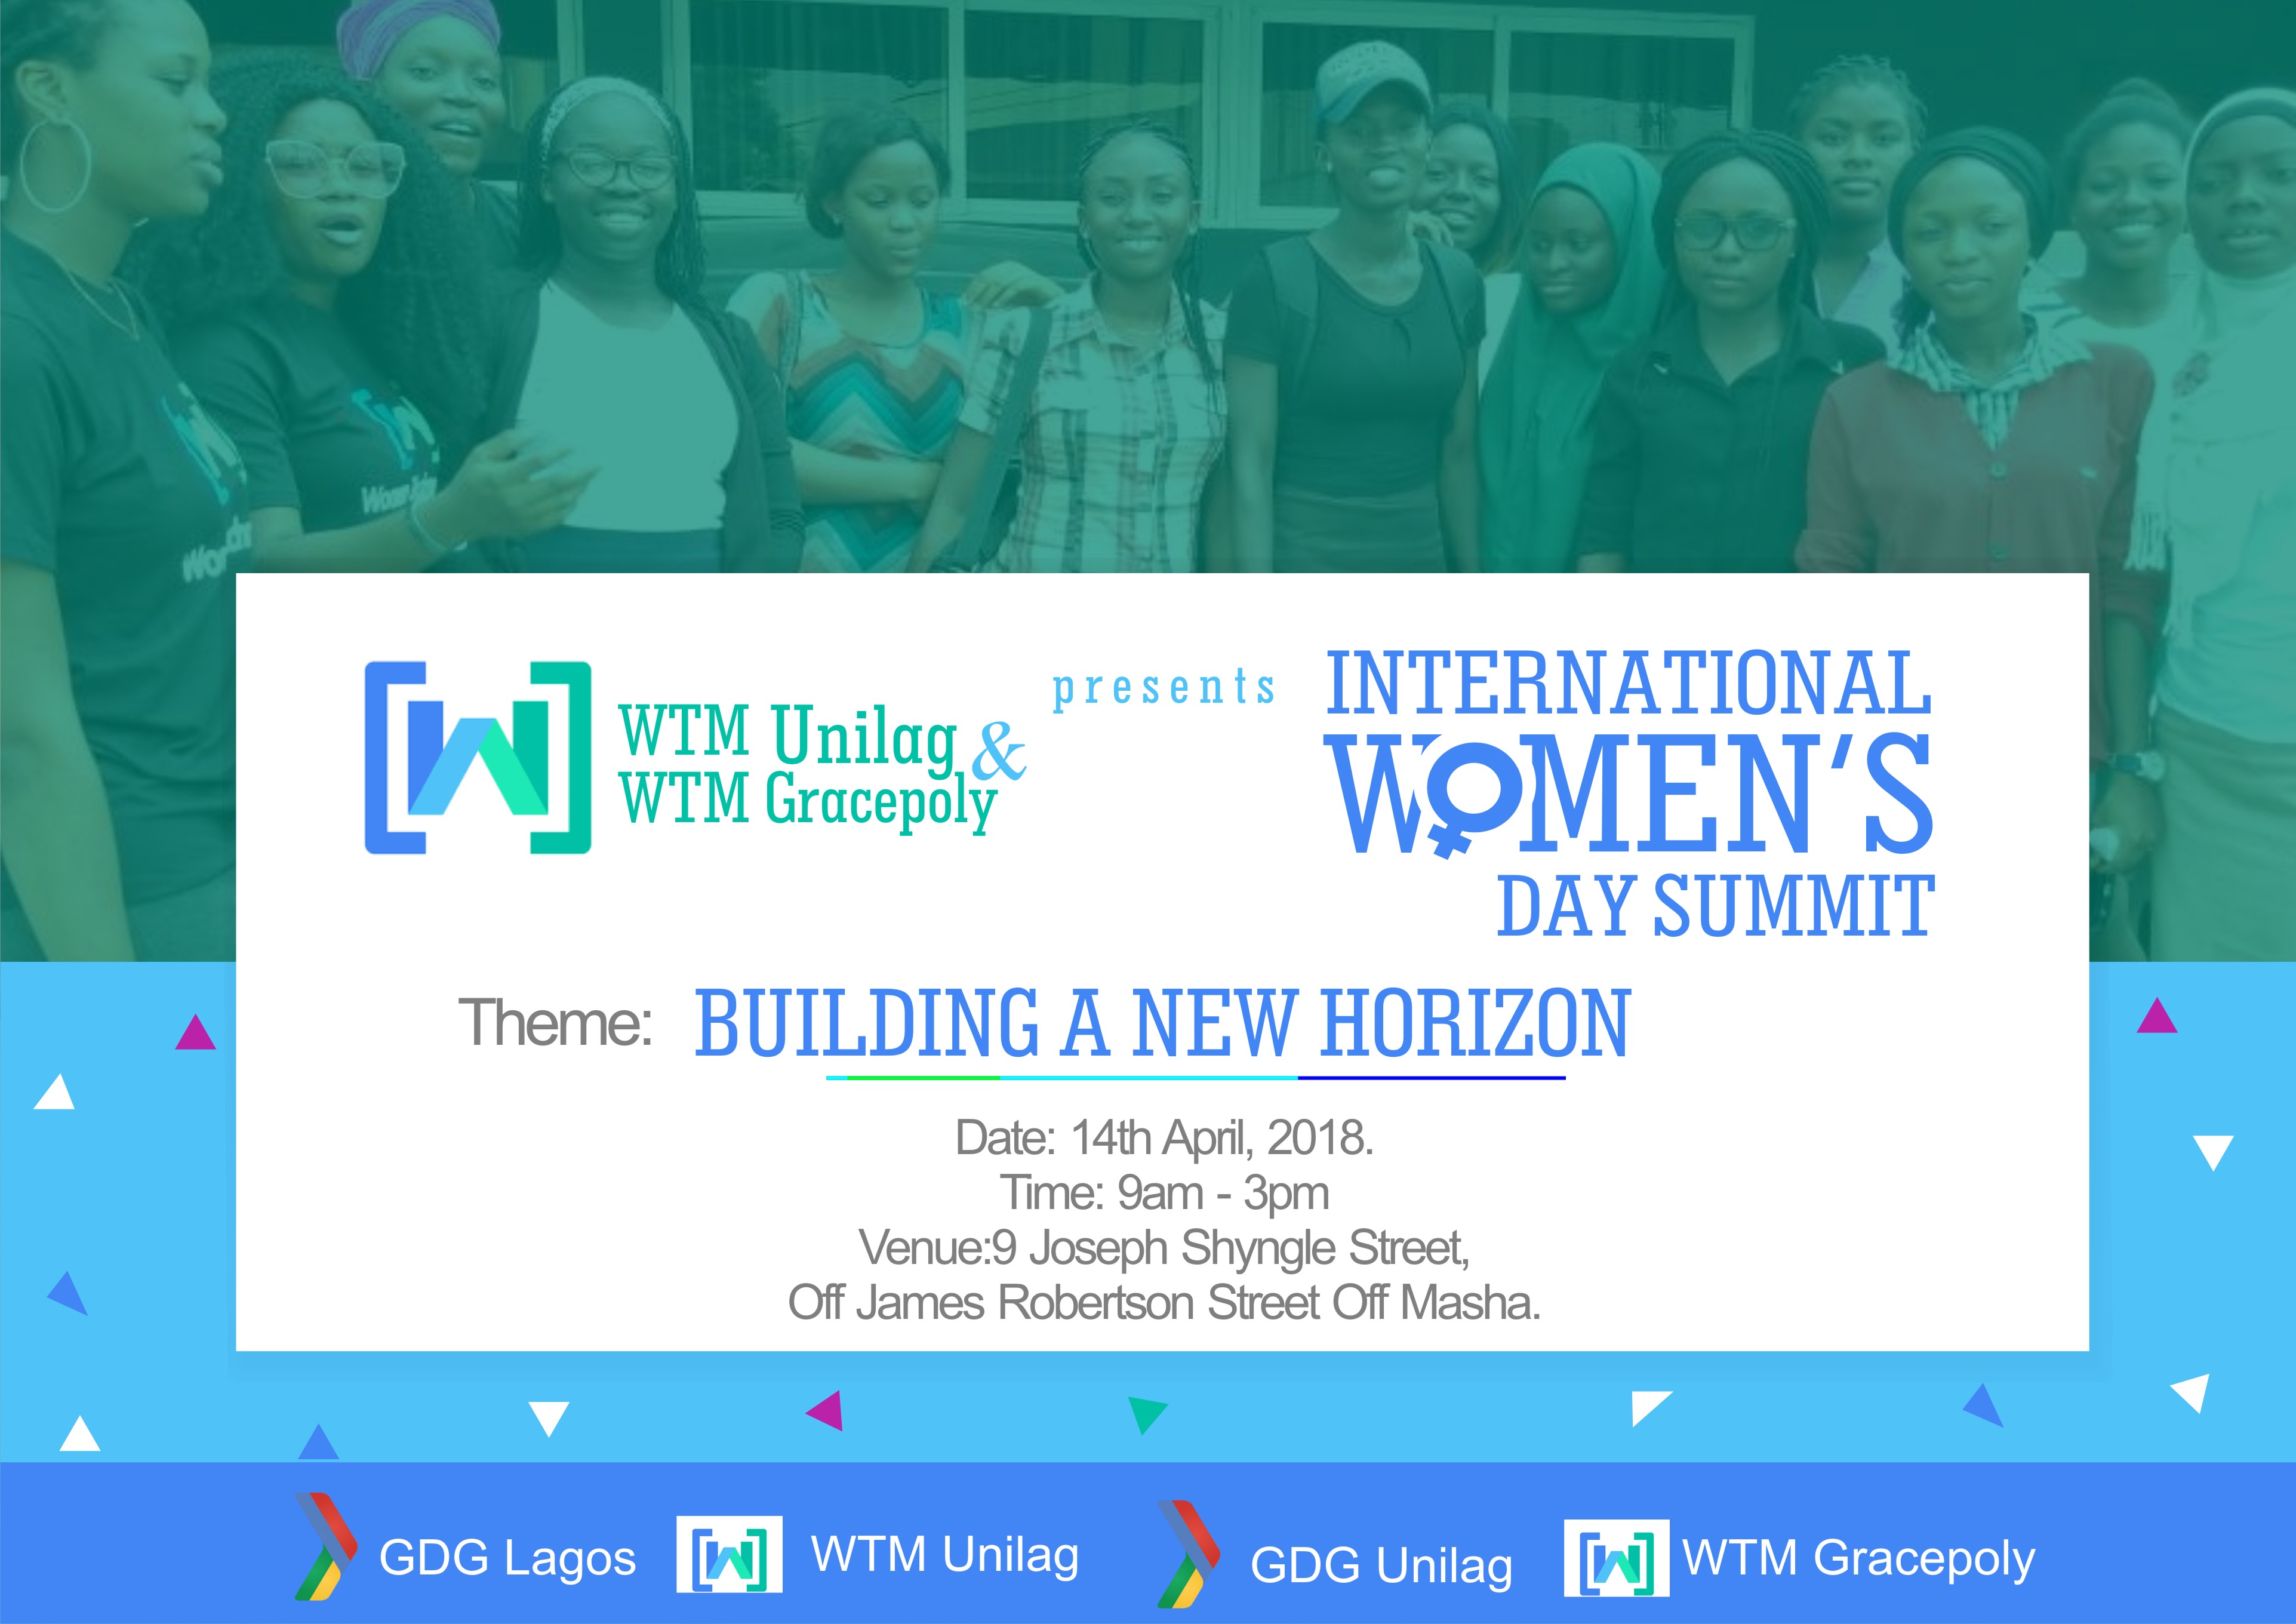 WTM Unilag &
WTM Gracepoly
presents
INTERNATIONAL
WOMEN'S
DAY SUMMIT
Theme: BUILDING A NEW HORIZON
Date: 14th April, 2018.
Time: 9am - 3pm
Venue:9 Joseph Shyngle Street,
Off James Robertson Street Off Masha.
GDG Lagos
WTM Unilag
GDG Unilag
WTM Gracepoly